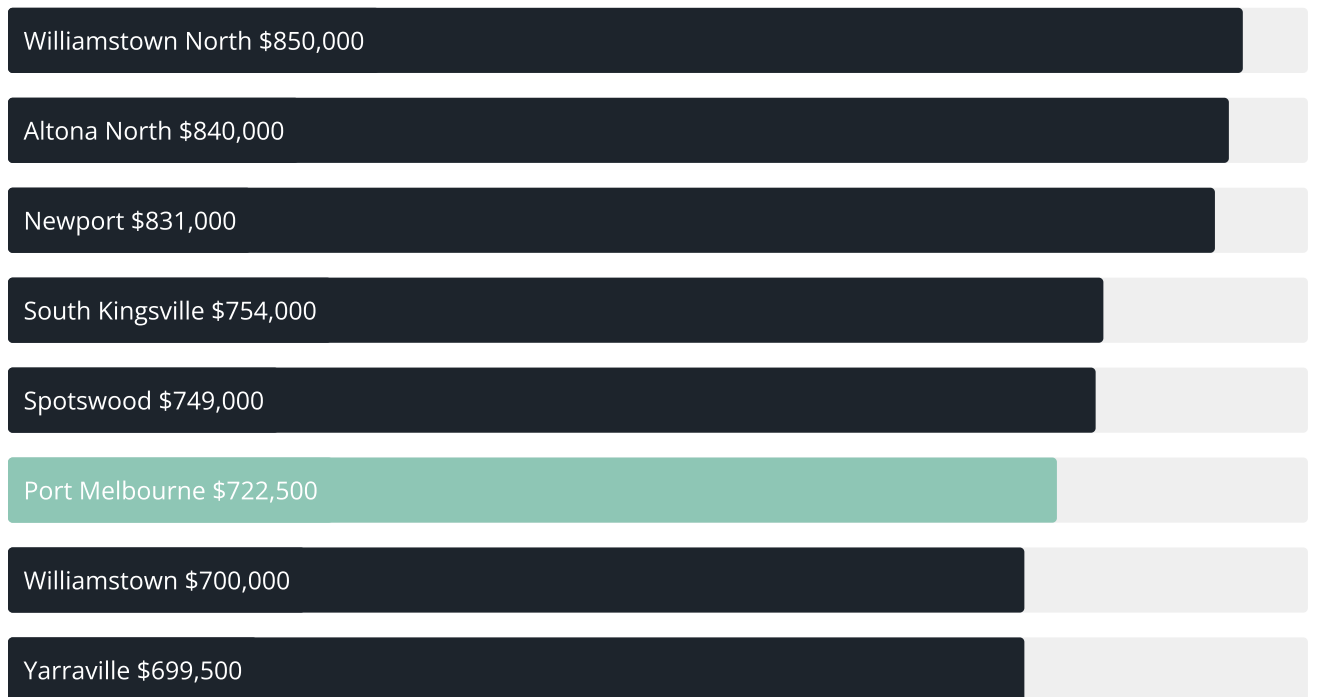 Williamstown North $850,000
Altona North $840,000
Newport $831,000
South Kingsville $754,000
Spotswood $749,000
Port Melbourne $722,500
Williamstown $700,000
Yarraville $699,500